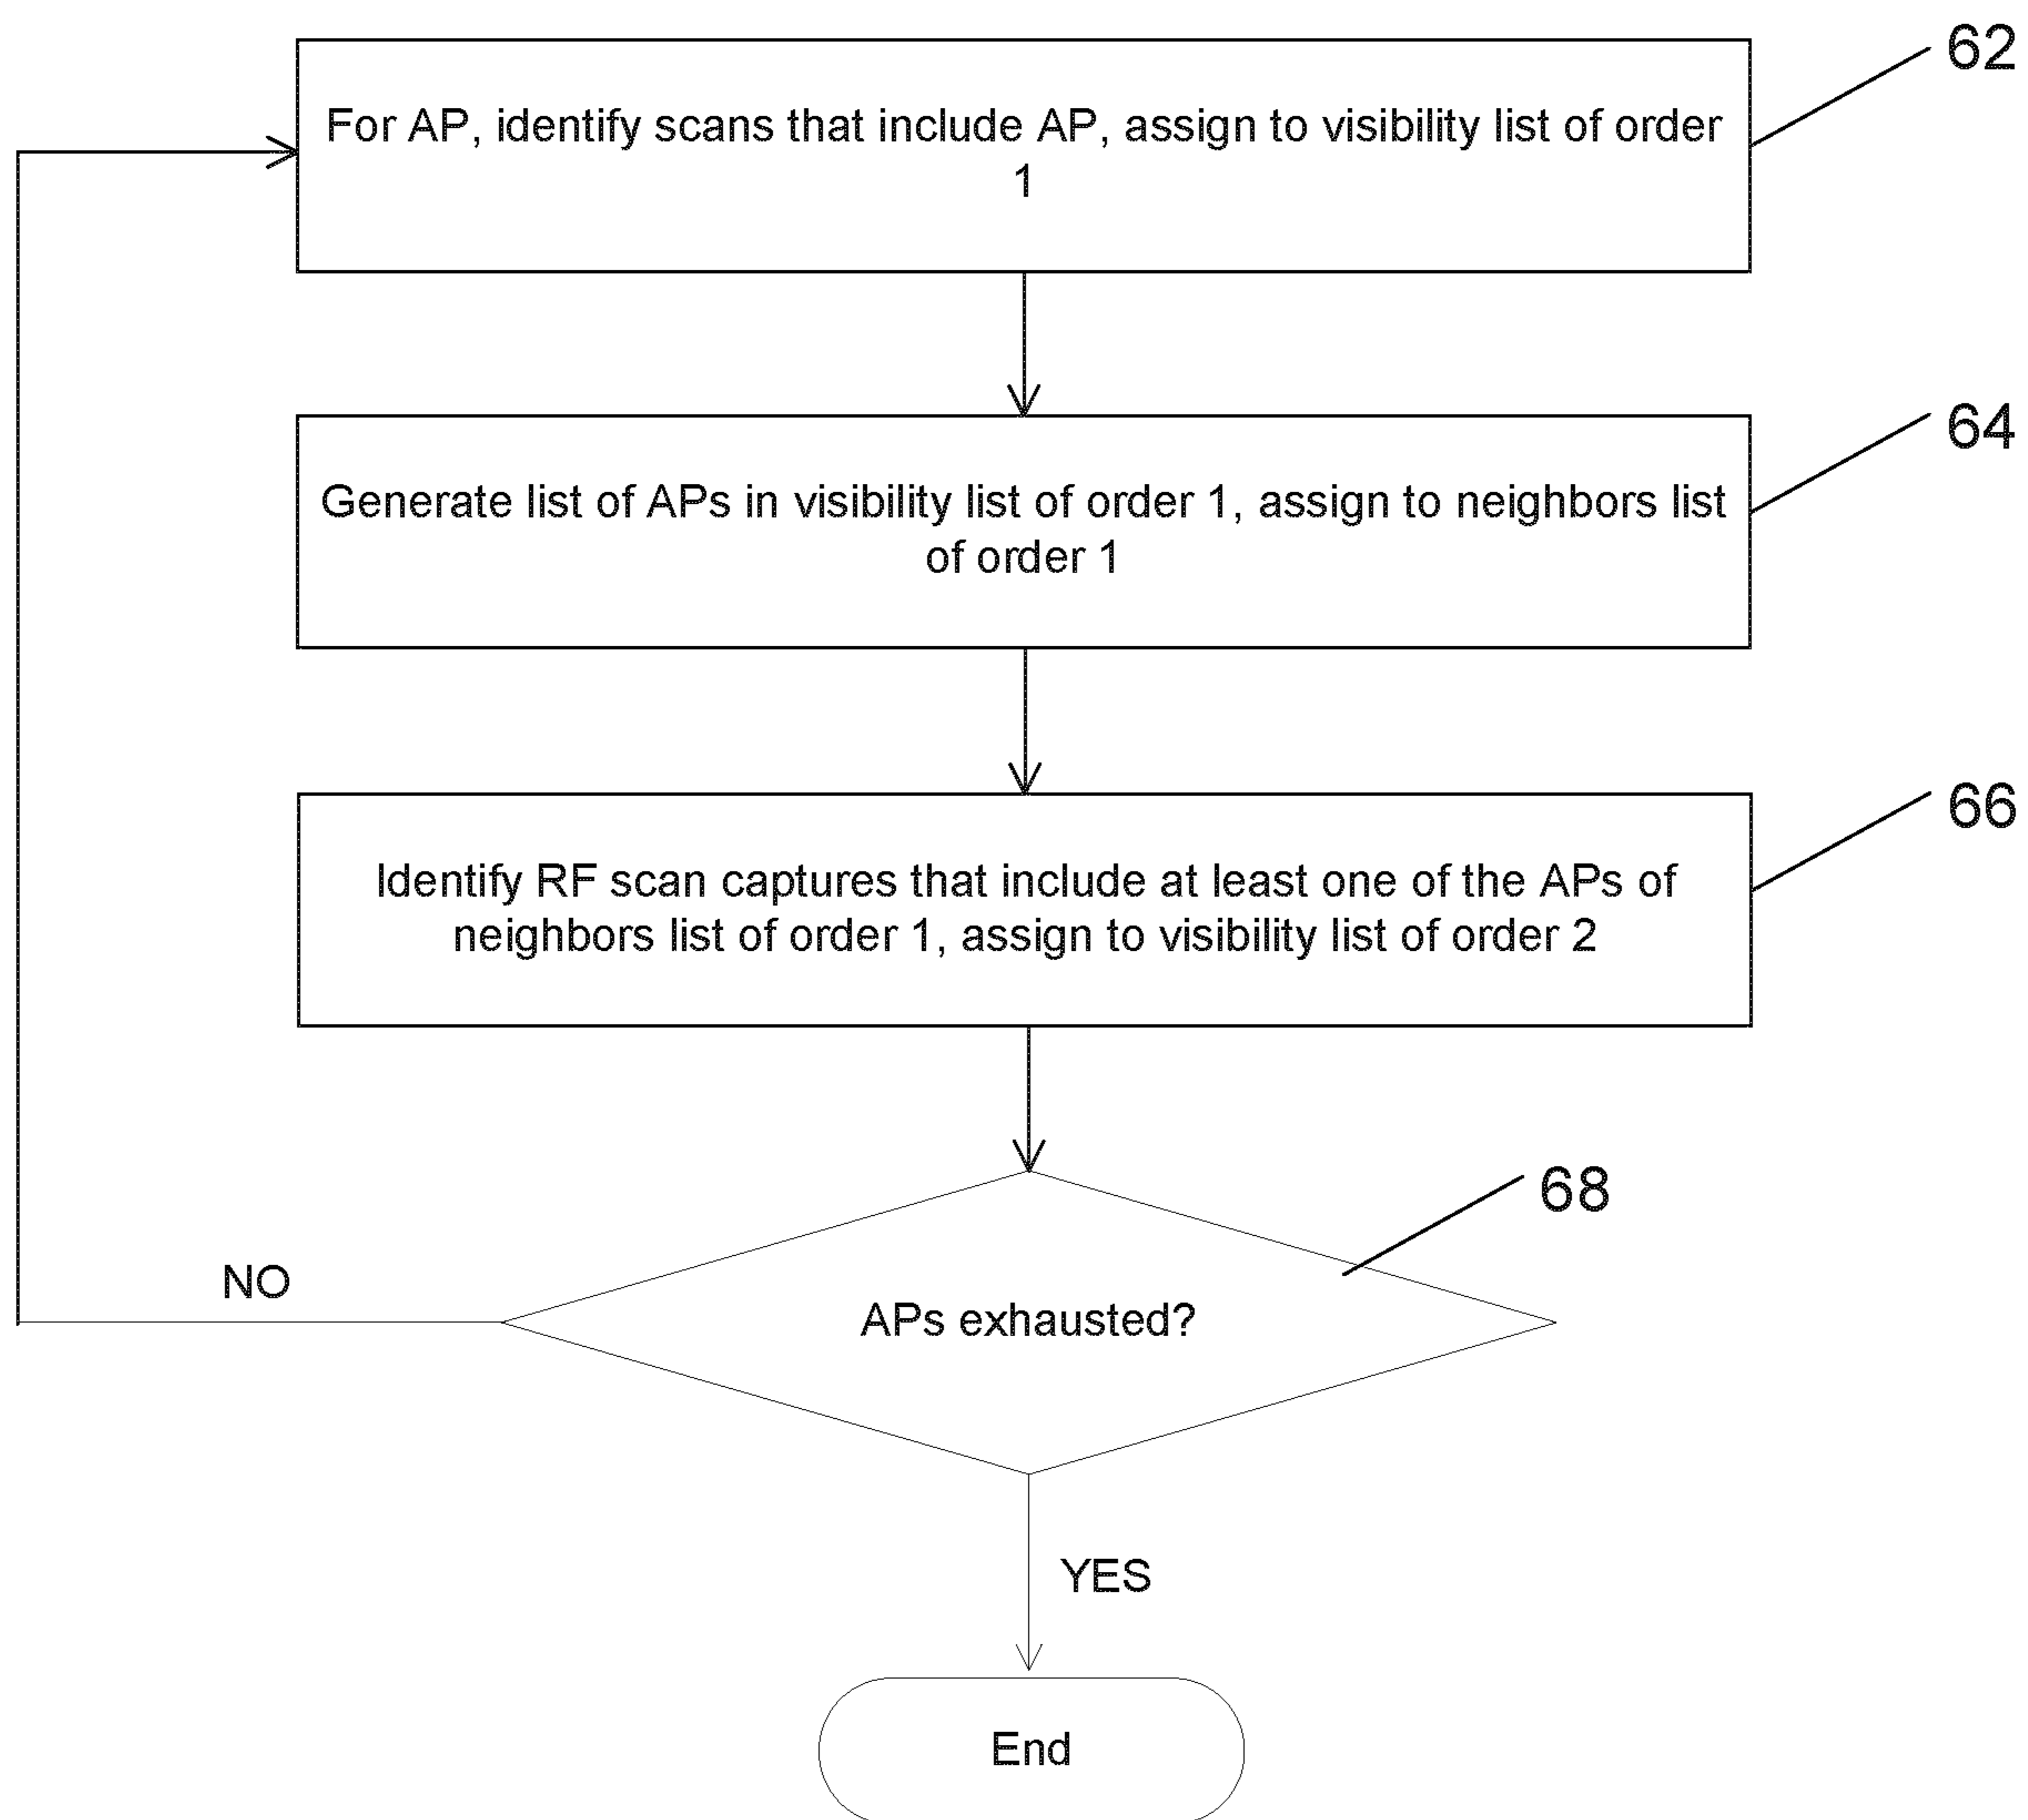 62
For AP, identify scans that include AP, assign to visibility list of order
1
64
Generate list of APs in visibility list of order 1, assign to neighbors list
of order 1
66
Identify RF scan captures that include at least one of the APs of
neighbors list of order 1, assign to visibility list of order 2
68
NO
APs exhausted?
YES
End